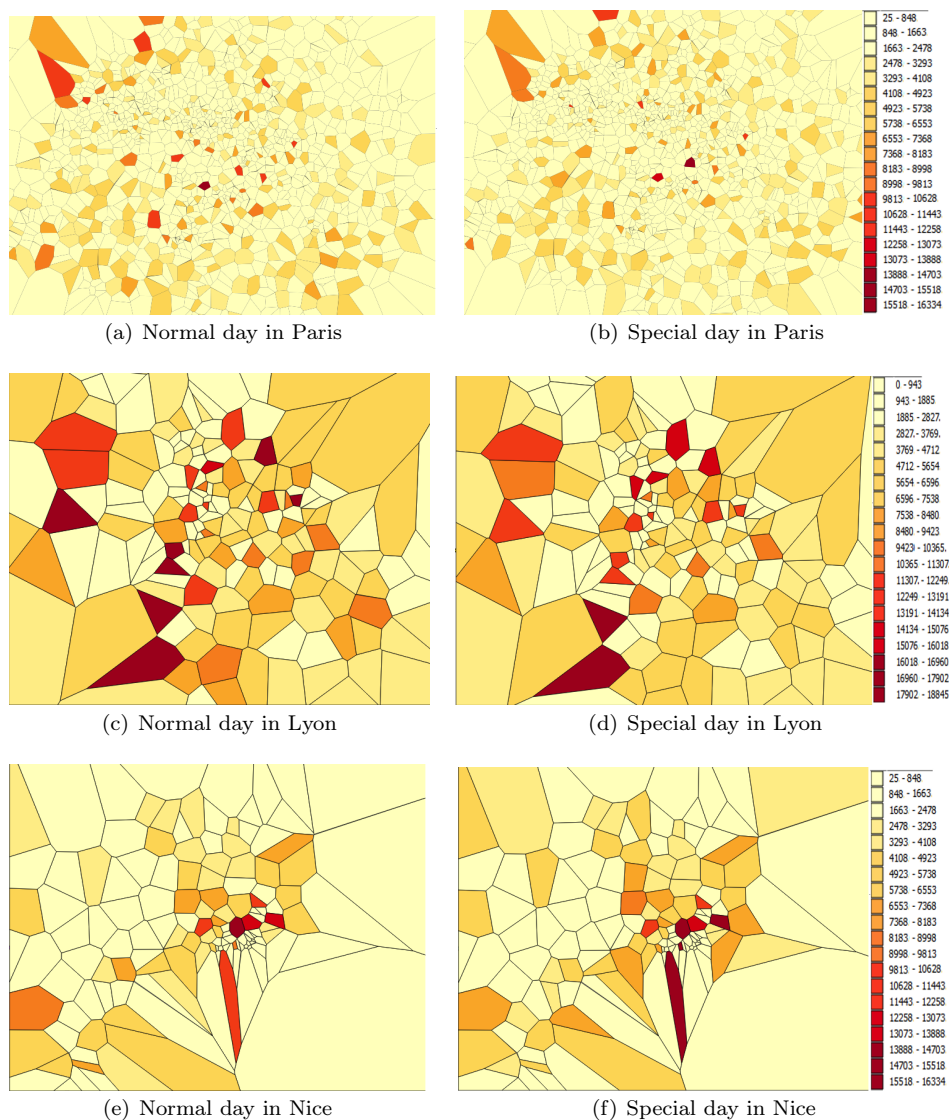 25 - 848
848 - 1663
1663 - 2478
2478 - 3293
3293 - 4108
4108 - 4923
4923 - 5738
5738 - 6553
6553 - 7368
7368 - 8183
8183 - 8998
8998 - 9813
9813 - 10628
10628 - 11443
11443 - 12258
12258 - 13073
13073 - 13888
13888 - 14703
14703 - 15518
15518 - 16334
(a) Normal day in Paris
(b) Special day in Paris
0 - 943
943 - 1885
1885 - 2827.
2827 - 3769.
3769 - 4712
4712 - 5654
5654 - 6596
6596 - 7538
7538 - 8480
8480 - 9423
9423 - 10365.
10365 - 11307.
11307. - 12249.
12249 - 13191
13191 - 14134
14134 - 15076
15076 - 16018
16018 - 16960
16960 - 17902
17902 - 18845
(c) Normal day in Lyon
(d) Special day in Lyon
25 - 848
848 - 1663
1663 - 2478
2478 - 3293
3293 - 4108
4108 - 4923
4923 - 5738
5738 - 6553
6553 - 7368
7368 - 8183
8183 - 8998
8998 - 9813
9813 - 10628
10628 - 11443
11443 - 12258
12258 - 13073
13073 - 13888
13888 - 14703
14703 - 15518
15518 - 16334
(e) Normal day in Nice
(f) Special day in Nice